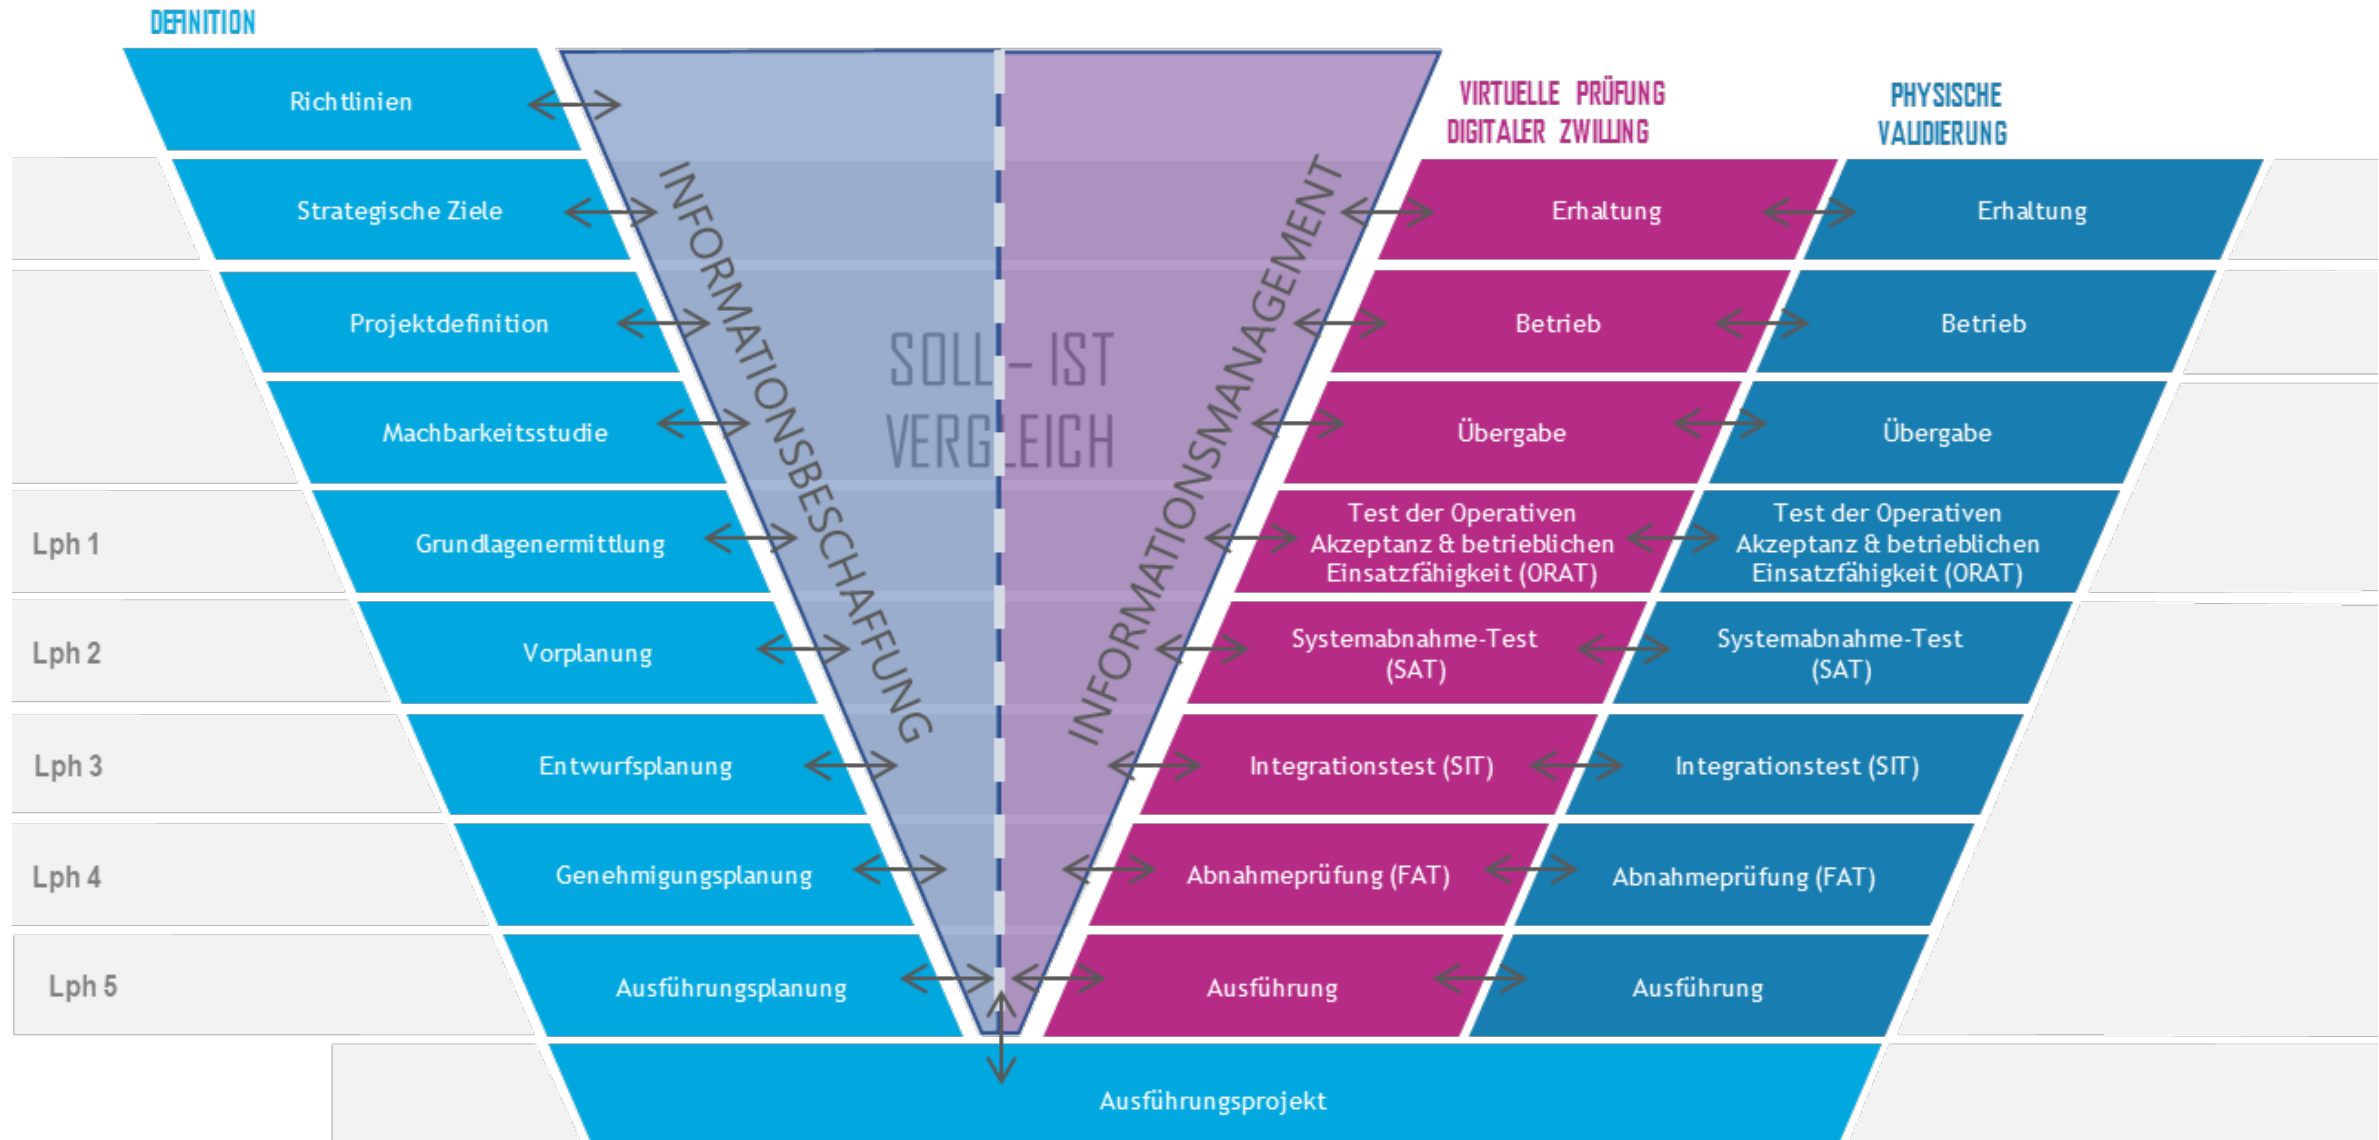 DEFINITION
VIRTUELLE PRÜFUNG
DIGITALER ZWILLING
PHYSISCHE
VALIDIERUNG
Richtlinien
Strategische Ziele
Erhaltung
Erhaltung
Projektdefinition
Betrieb
Betrieb
Machbarkeitsstudie
Übergabe
Übergabe
INFORMATIONSBESCHAFFUNG
SOLL – IST
VERGLEICH
INFORMATIONSMANAGEMENT
Lph 1
Grundlagenermittlung
Test der Operativen
Akzeptanz & betrieblichen
Einsatzfähigkeit (ORAT)
Test der Operativen
Akzeptanz & betrieblichen
Einsatzfähigkeit (ORAT)
Lph 2
Vorplanung
Systemabnahme-Test
(SAT)
Systemabnahme-Test
(SAT)
Lph 3
Entwurfsplanung
Integrationstest (SIT)
Integrationstest (SIT)
Lph 4
Genehmigungsplanung
Abnahmeprüfung (FAT)
Abnahmeprüfung (FAT)
Lph 5
Ausführungsplanung
Ausführung
Ausführung
Ausführungsprojekt